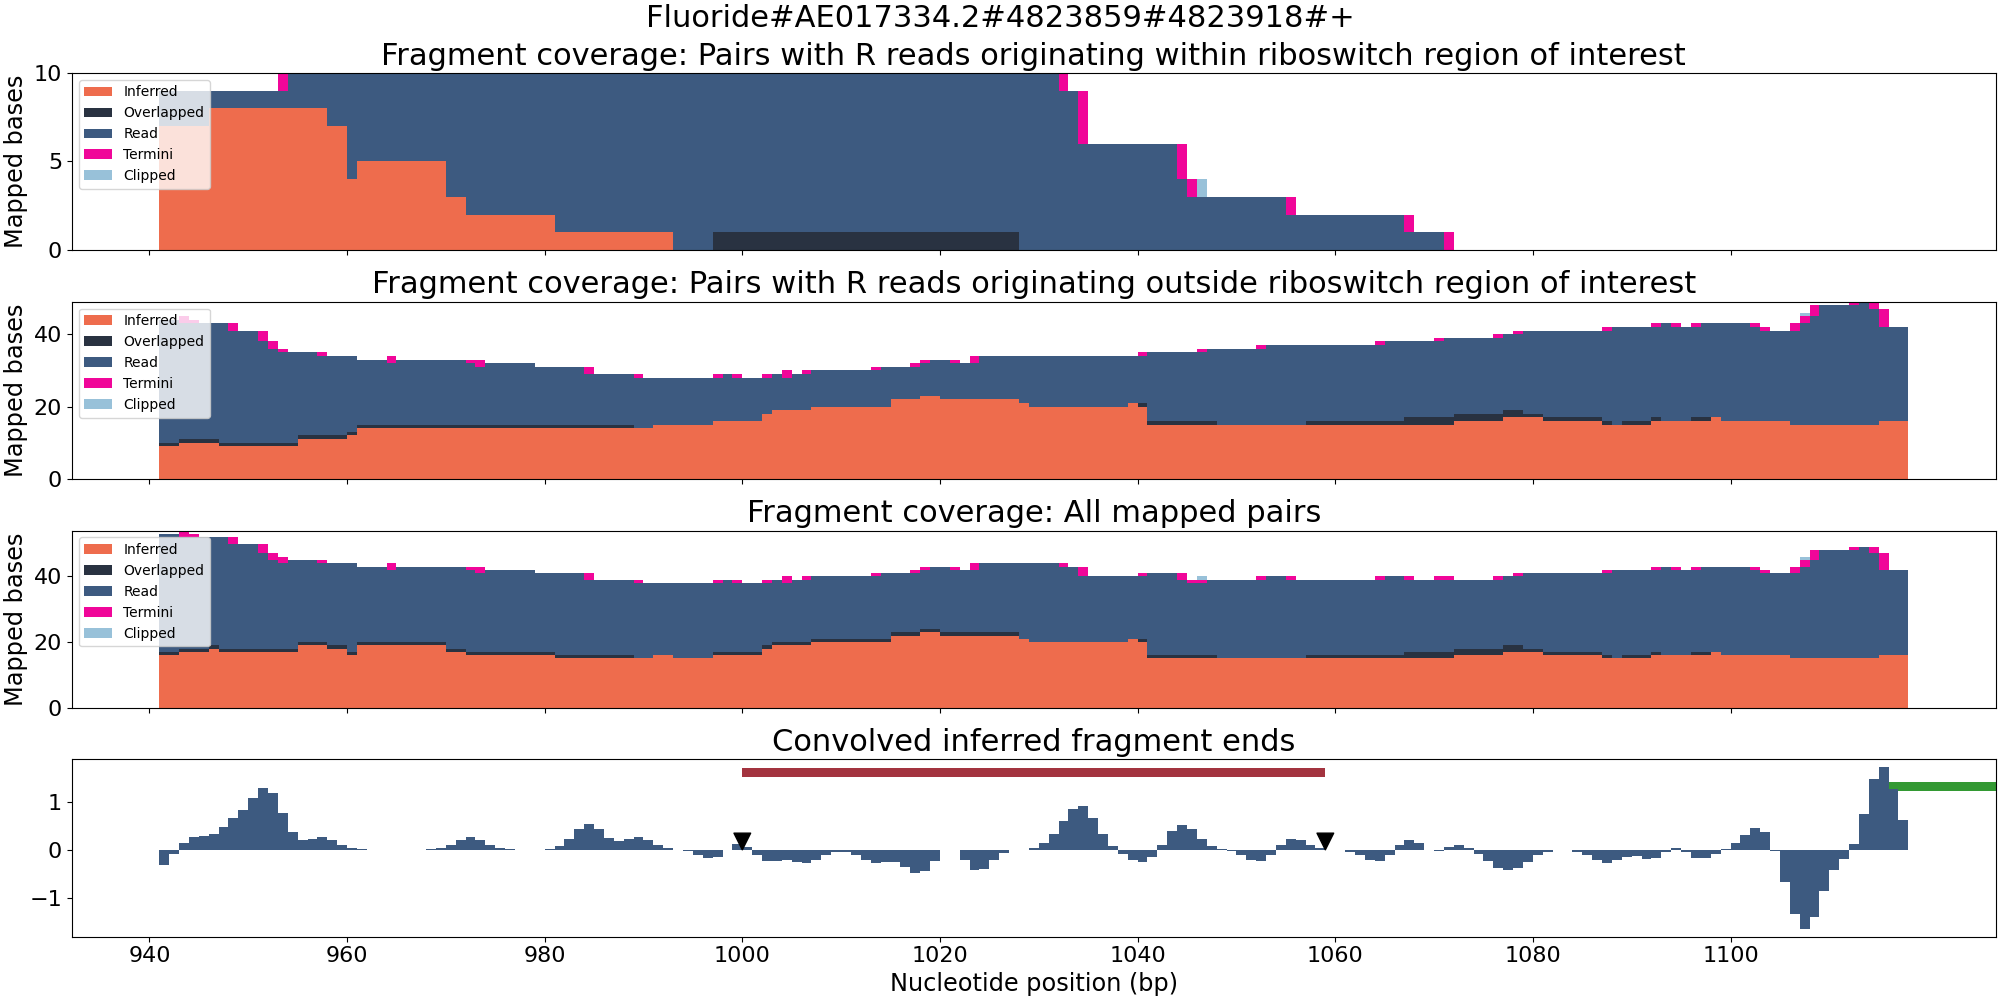 Fluoride#AE017334.2#4823859#4823918#+
Fragment coverage: Pairs with R reads originating within riboswitch region of interest
Mapped bases
10
5
0
Inferred
Overlapped
Read
Termini
Clipped
Fragment coverage: Pairs with R reads originating outside riboswitch region of interest
Mapped bases
40
20
0
Inferred
Overlapped
Read
Termini
Clipped
Fragment coverage: All mapped pairs
Mapped bases
40
20
0
Inferred
Overlapped
Read
Termini
Clipped
Convolved inferred fragment ends
1
0
−1
940 960 980 1000 1020 1040 1060 1080 1100
Nucleotide position (bp)